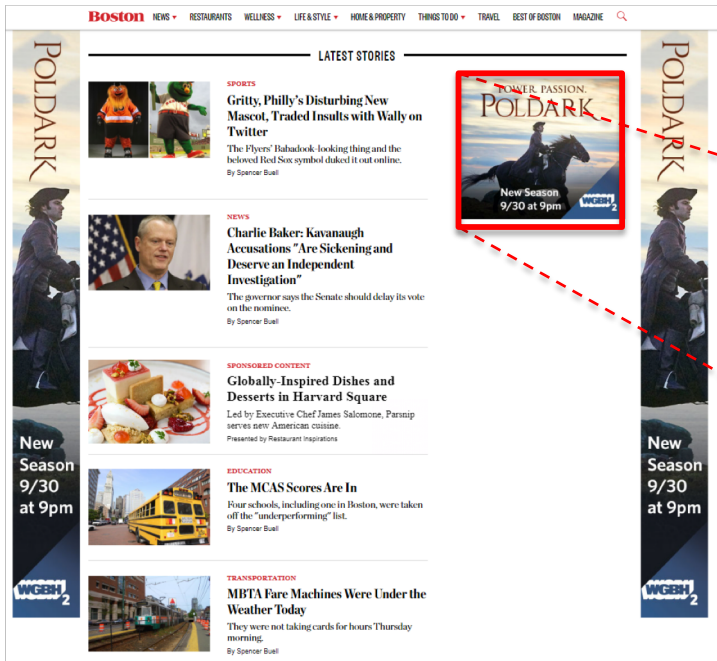 Boston NEWS RESTAURANTS WELLNESS LIFE & STYLE HOME & PROPERTY THINGS TO DO TRAVEL BEST OF BOSTON MAGAZINE
LATEST STORIES
SPORTS
Gritty, Philly's Disturbing New
Mascot, Traded Insults with Wally on
Twitter
The Flyers' Babadook-looking thing and the
beloved Red Sox symbol duked it out online.
By Spencer Buell
POWER. PASSION.
POLDARK
New Season
9/30 at 9pm
WGBH 2
NEWS
Charlie Baker: Kavanaugh
Accusations "Are Sickening and
Deserve an Independent
Investigation"
The governor says the Senate should delay its vote
on the nominee.
By Spencer Buell
SPONSORED CONTENT
Globally-Inspired Dishes and
Desserts in Harvard Square
Led by Executive Chef James Salomone, Parsnip
serves new American cuisine.
Presented by Restaurant Inspirations
EDUCATION
The MCAS Scores Are In
Four schools, including one in Boston, were taken
off the "underperforming" list.
By Spencer Buell
TRANSPORTATION
MBTA Fare Machines Were Under the
Weather Today
They were not taking cards for hours Thursday
morning.
By Spencer Buell
POLDARK
New
Season
9/30
at 9pm
WGBH 2
POLDARK
New
Season
9/30
at 9pm
WGBH 2